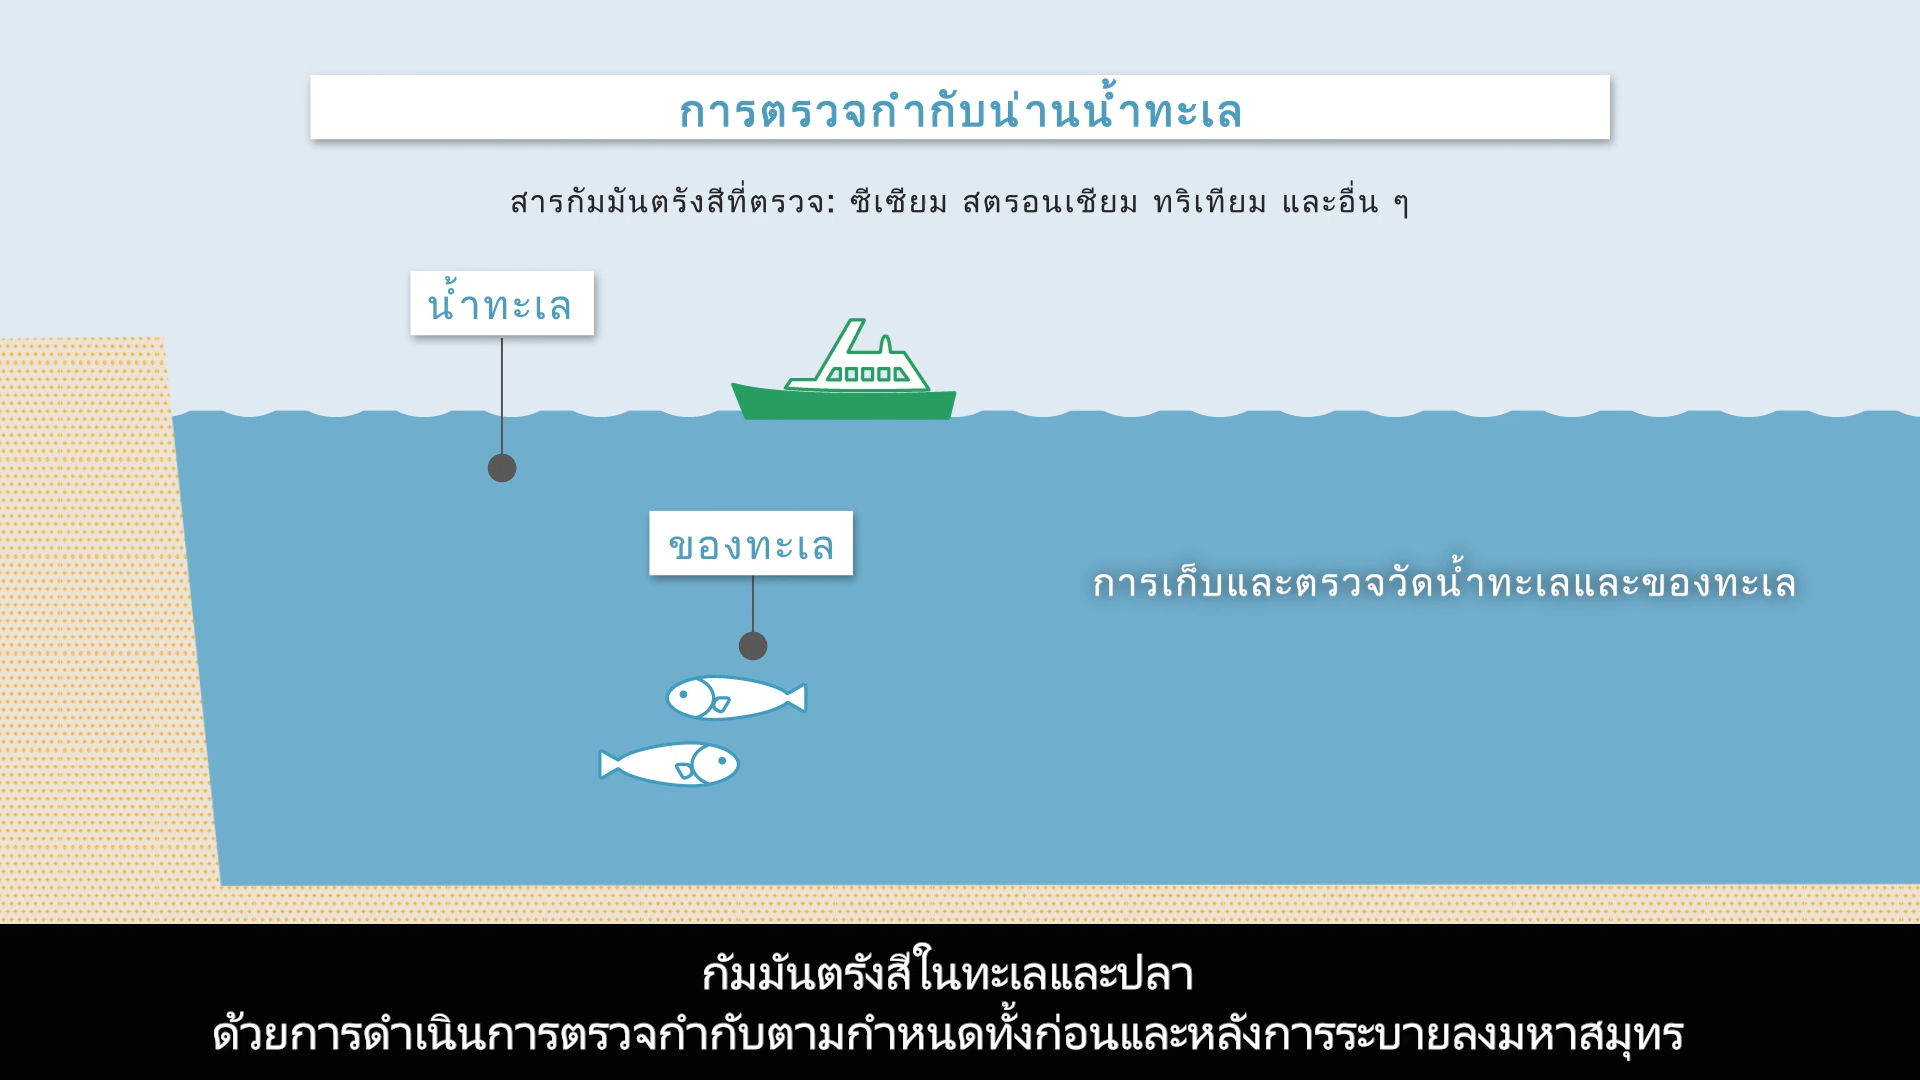 การตรวจกำกับน่านน้ำทะเล
สารกัมมันตรังสีที่ตรวจ: ซีเซียม สตรอนเชียม ทริเทียม และอื่น ๆ
น้ำทะเล
ของทะเล
การเก็บและตรวจวัดน้ำทะเลและของทะเล
กัมมันตรังสีในทะเลและปลา
ด้วยการดำเนินการตรวจกำกับตามกำหนดทั้งก่อนและหลังการระบายลงมหาสมุทร